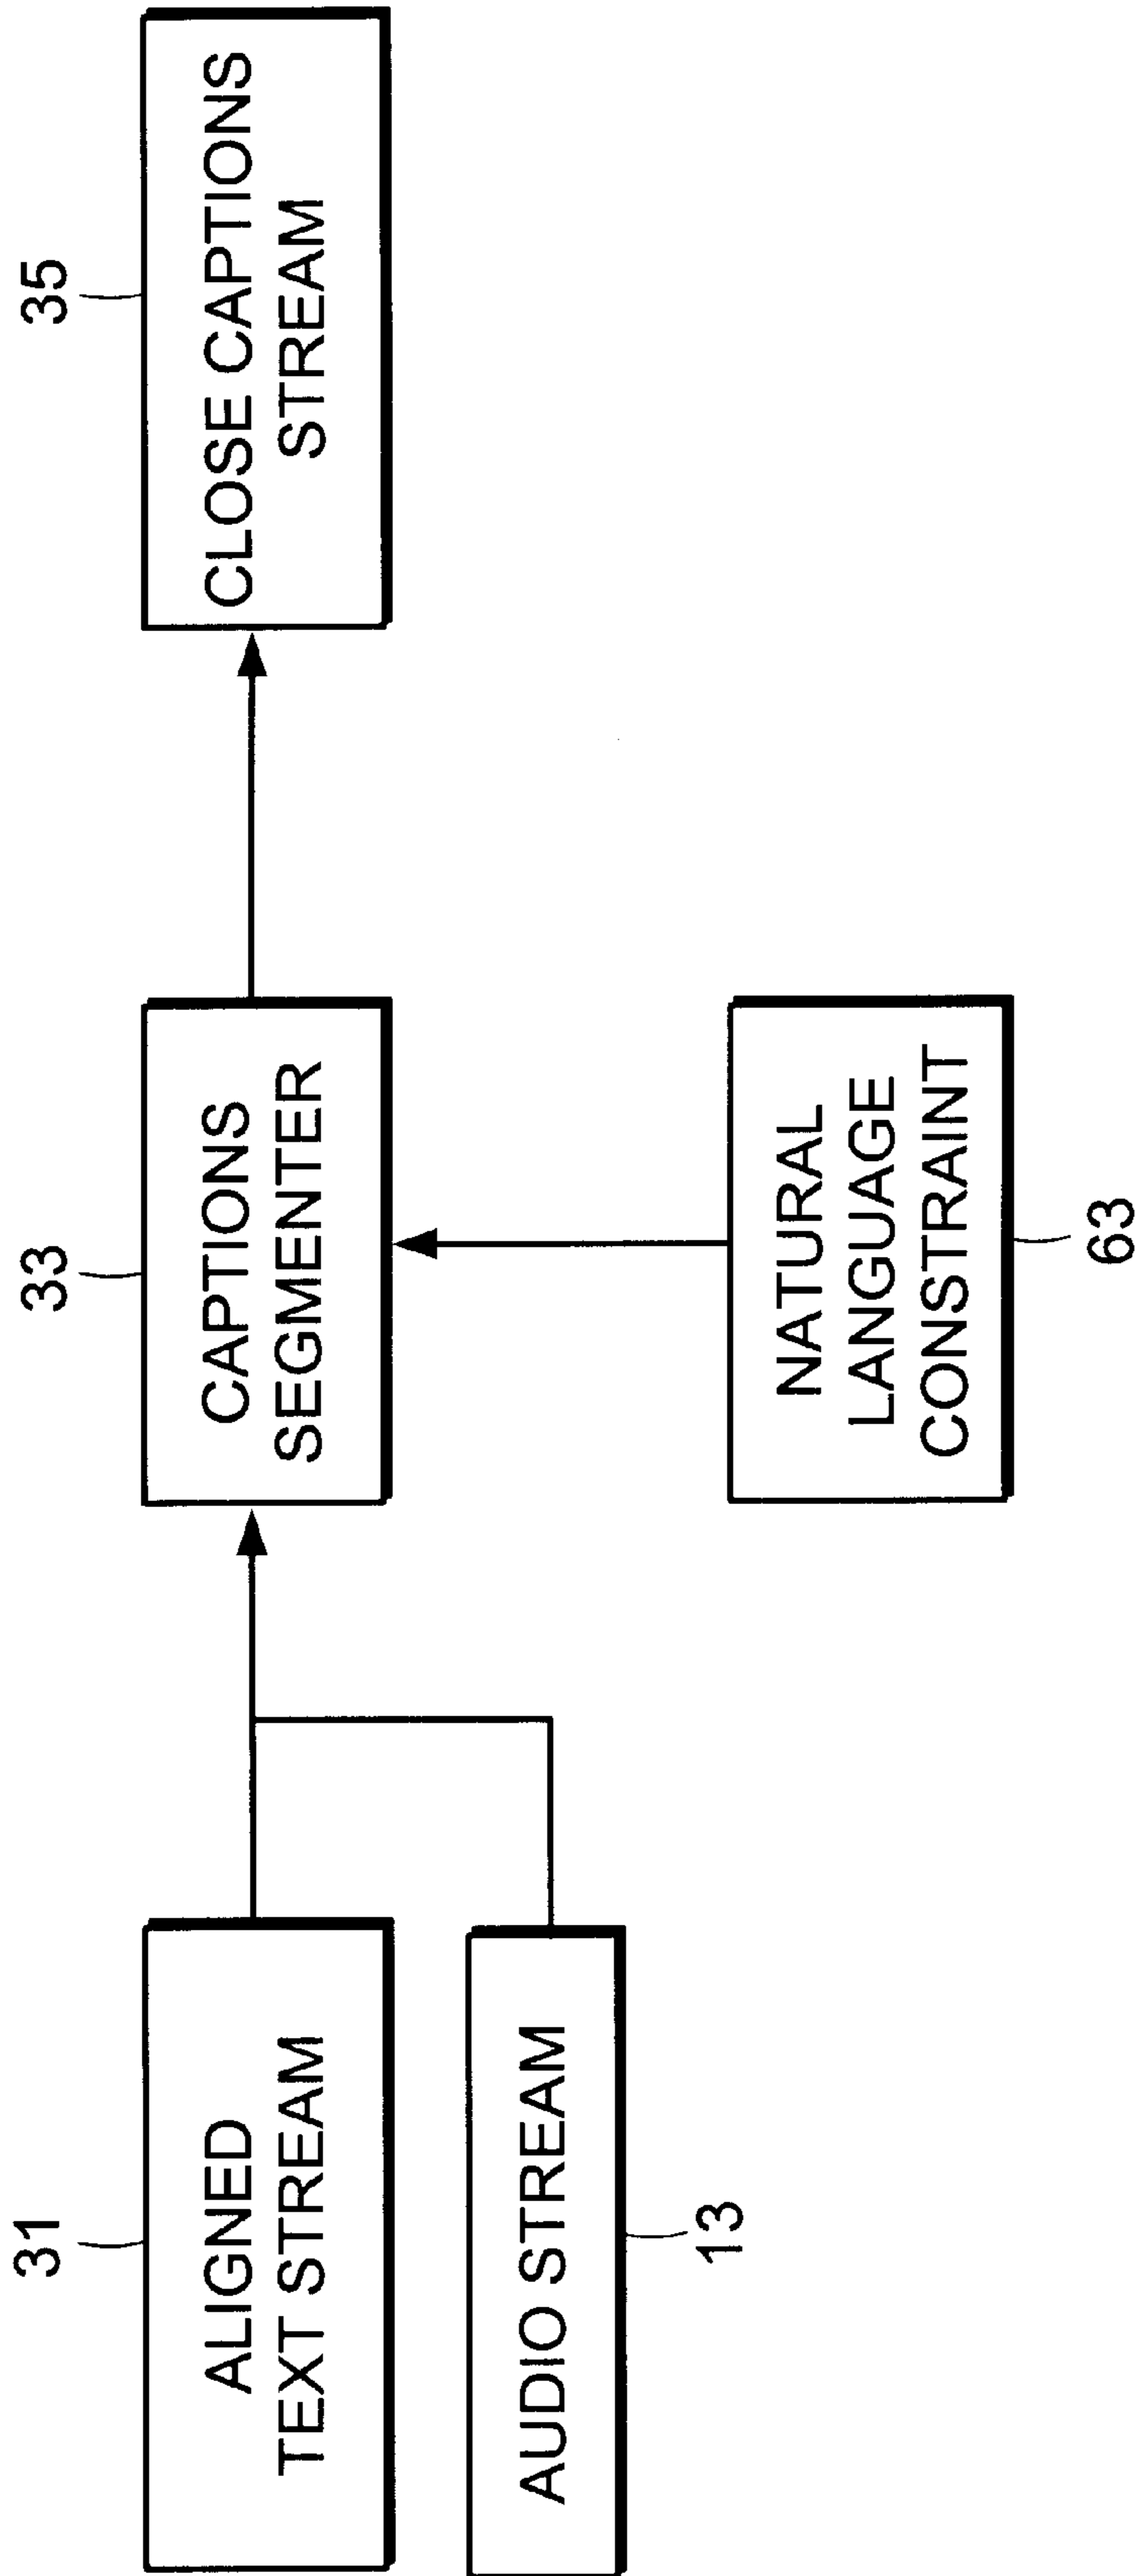 31
ALIGNED
TEXT STREAM
AUDIO STREAM
13
33
CAPTIONS
SEGMENTER
NATURAL
LANGUAGE
CONSTRAINT
63
35
CLOSE CAPTIONS
STREAM